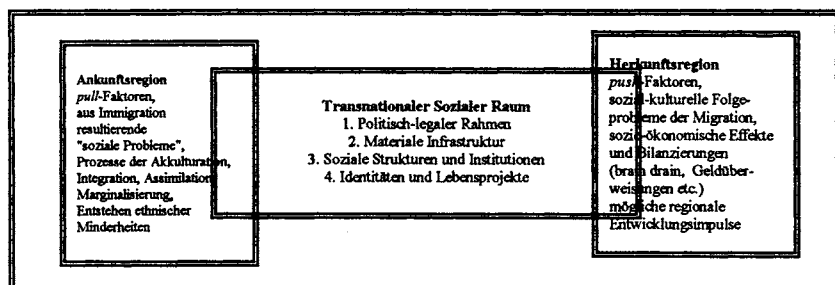 Ankunftsregion
pull-Faktoren,
aus Immigration
resultierende
"soziale Probleme",
Prozesse der Akkulturation,
Integration, Assimilation,
Marginalisierung,
Entstehen ethnischer
Minderheiten
Transnationaler Sozialer Raum
1. Politisch-legaler Rahmen
2. Materiale Infrastruktur
3. Soziale Strukturen und Institutionen
4. Identitäten und Lebensprojekte
Herkunftsregion
push-Faktoren,
sozial-kulturelle Folge-
probleme der Migration,
sozio-ökonomische Effekte
und Bilanzierungen
(brain drain, Geldüber-
weisungen etc.)
mögliche regionale
Entwicklungsimpulse